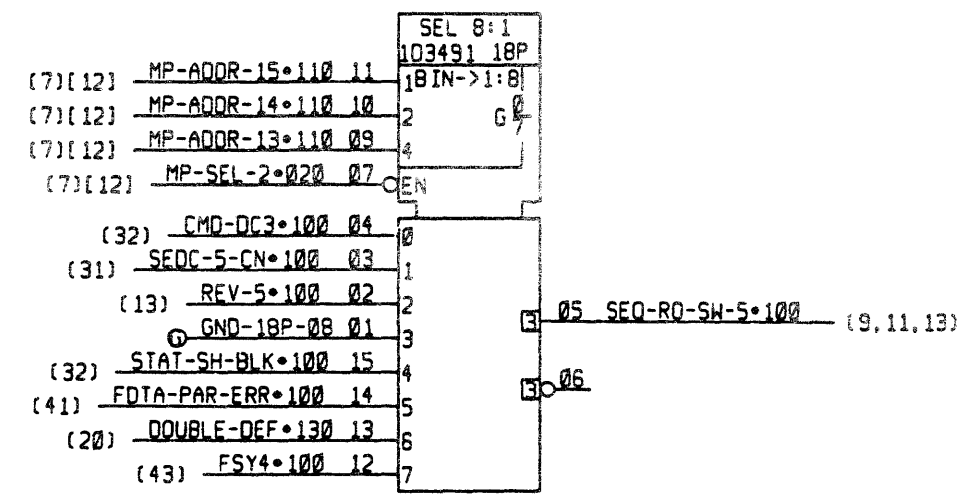 SEL 8:1
103491 18P
(7)[12] MP-ADDR-15•110 11 1 BIN->1:8
(7)[12] MP-ADDR-14•110 10 2 G 0/7
(7)[12] MP-ADDR-13•110 09 4
(7)[12] MP-SEL-2•020 07 EN
(32) CMD-DC3•100 04 0
(31) SEDC-5-CN•100 03 1
(13) REV-5•100 02 2
G GND-18P-08 01 3
3 05 SEQ-RO-SW-5•100 (9,11,13)
(32) STAT-SH-BLK•100 15 4
3 06
(41) FDTA-PAR-ERR•100 14 5
(20) DOUBLE-DEF•130 13 6
(43) FSY4•100 12 7